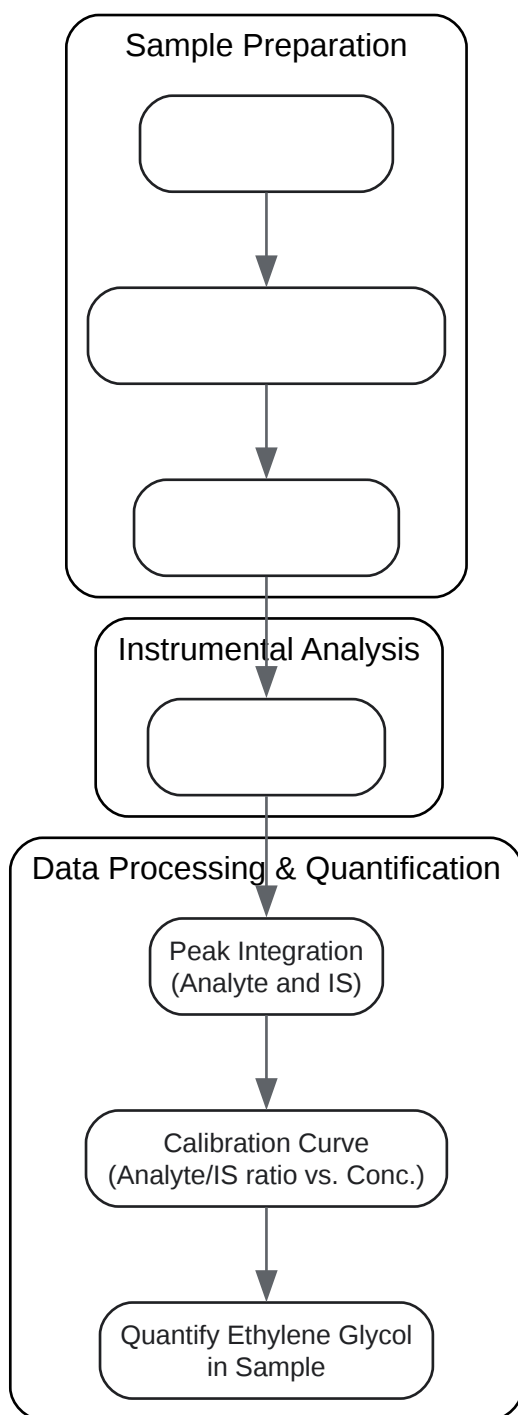 Sample Preparation
Instrumental Analysis
Data Processing & Quantification
Peak Integration
(Analyte and IS)
Calibration Curve
(Analyte/IS ratio vs. Conc.)
Quantify Ethylene Glycol
in Sample